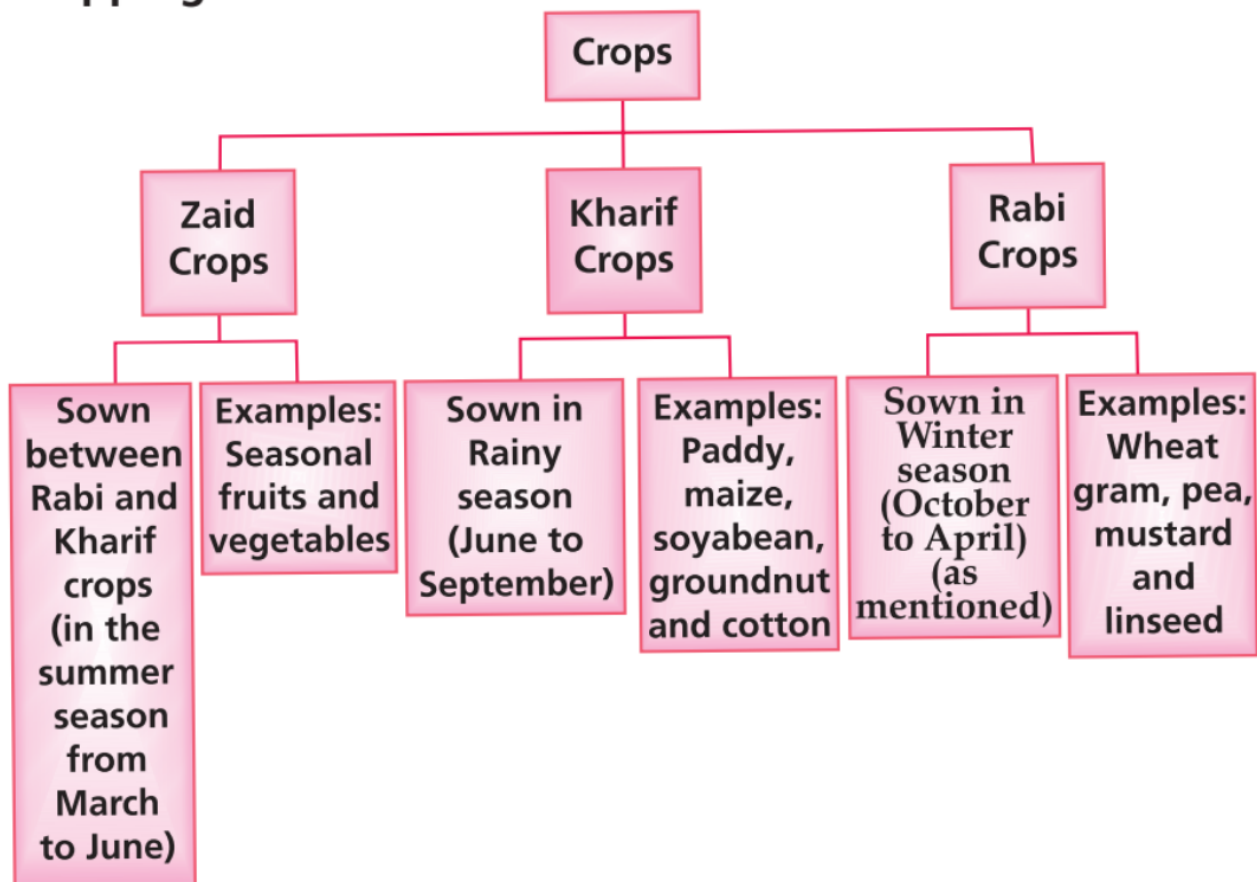 Crops
Zaid
Crops
Kharif
Crops
Rabi
Crops
Sown
between
Rabi and
Kharif
crops
(in the
summer
season
from
March
to June)
Examples:
Seasonal
fruits and
vegetables
Sown in
Rainy
season
(June to
September)
Examples:
Paddy,
maize,
soyabean,
groundnut
and cotton
Sown in
Winter
season
(October
to April)
(as
mentioned)
Examples:
Wheat
gram, pea,
mustard
and
linseed